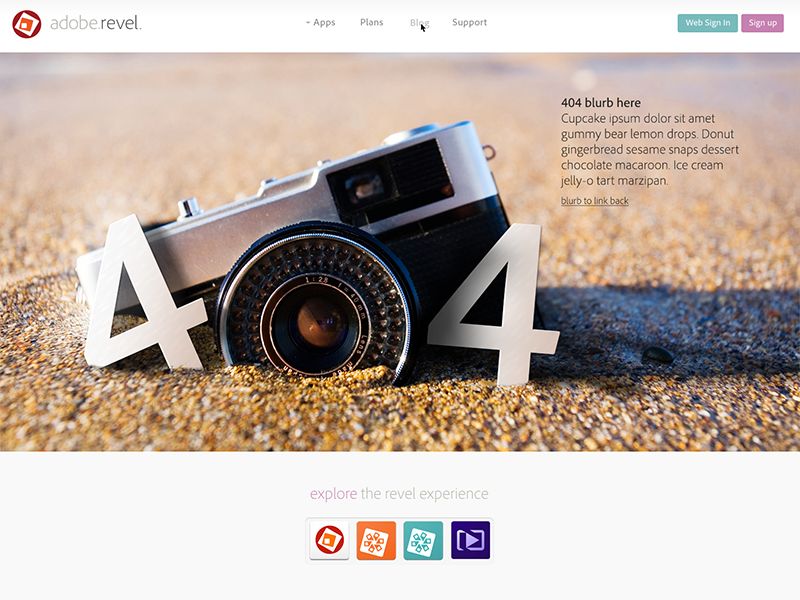 adobe.revel.
Apps
Plans
Blog
Support
Web Sign In
Sign up
404 blurb here
Cupcake ipsum dolor sit amet
gummy bear lemon drops. Donut
gingerbread sesame snaps dessert
chocolate macaroon. Ice cream
jelly-o tart marzipan.
blurb to link back
4 4
explore the revel experience